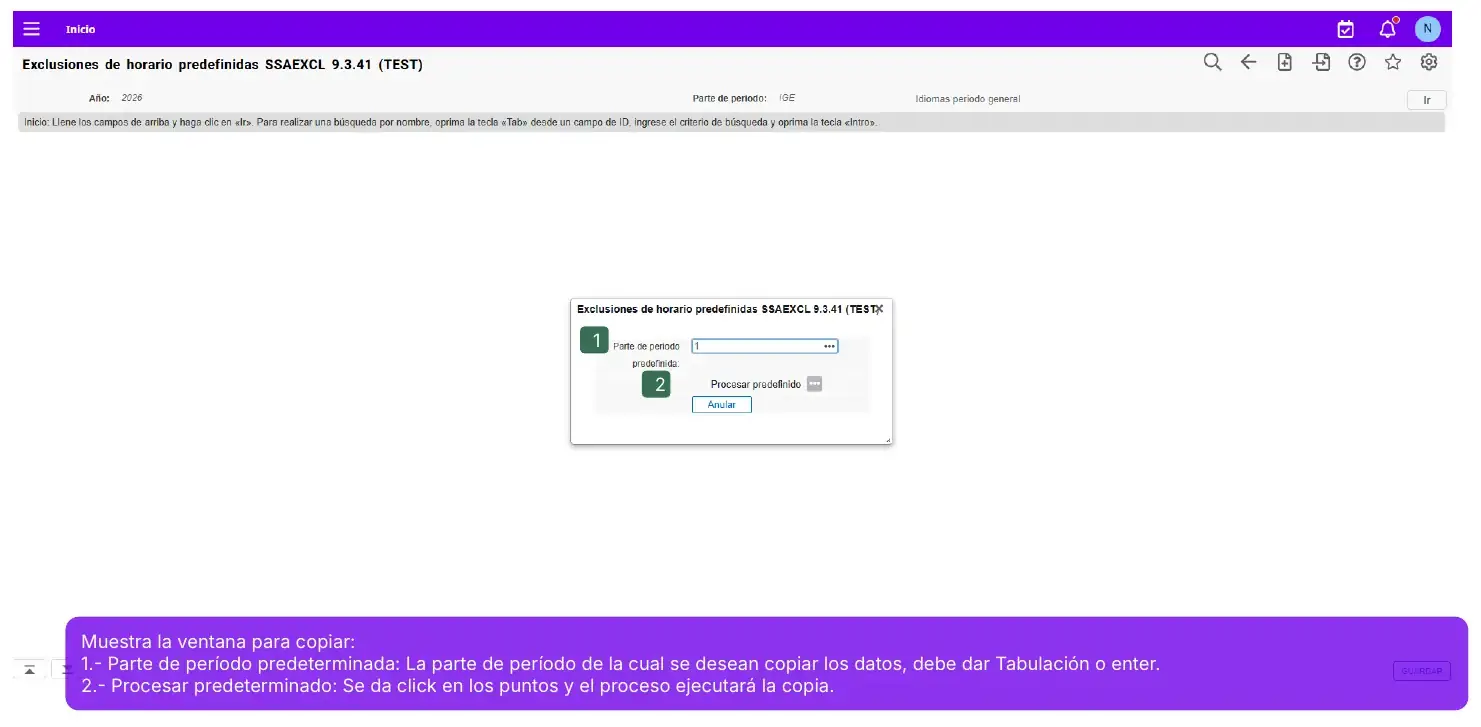 Inicio
N
Exclusiones de horario predefinidas SSAEXCL 9.3.41 (TEST)
Año: 2026 Parte de periodo: IGE Idiomas periodo general Ir
Inicio: Llene los campos de arriba y haga clic en «Ir». Para realizar una búsqueda por nombre, oprima la tecla «Tab» desde un campo de ID, ingrese el criterio de búsqueda y oprima la tecla «Intro».
Exclusiones de horario predefinidas SSAEXCL 9.3.41 (TEST)
1 Parte de periodo 1
predefinida:
2 Procesar predefinido
Anular
Muestra la ventana para copiar:
1.- Parte de período predeterminada: La parte de período de la cual se desean copiar los datos, debe dar Tabulación o enter.
2.- Procesar predeterminado: Se da click en los puntos y el proceso ejecutará la copia.
GUARDAR